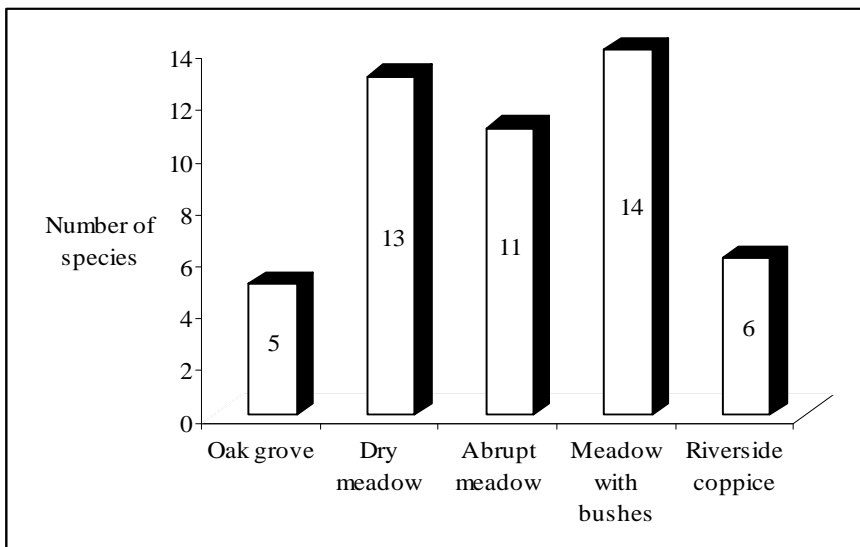 14
12
10
8
6
4
2
0
Number of
species
5
13
11
14
6
Oak grove
Dry
meadow
Abrupt
meadow
Meadow
with
bushes
Riverside
coppice